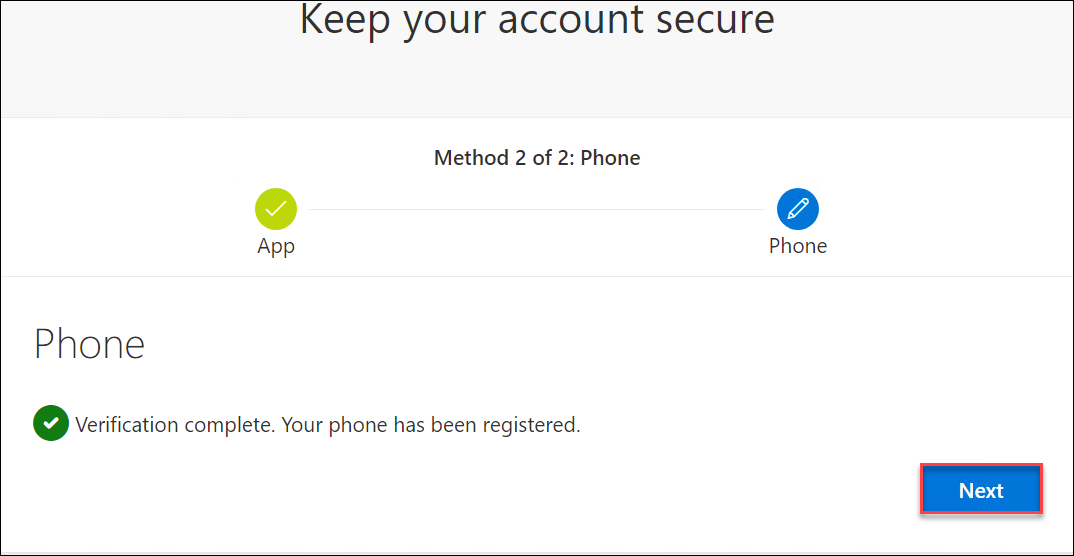 Keep your account secure
Method 2 of 2: Phone
App
Phone
Phone
Verification complete. Your phone has been registered.
Next